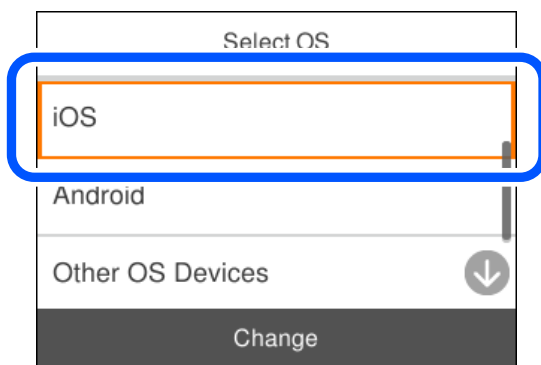 Select OS
iOS
Android
Other OS Devices
Change